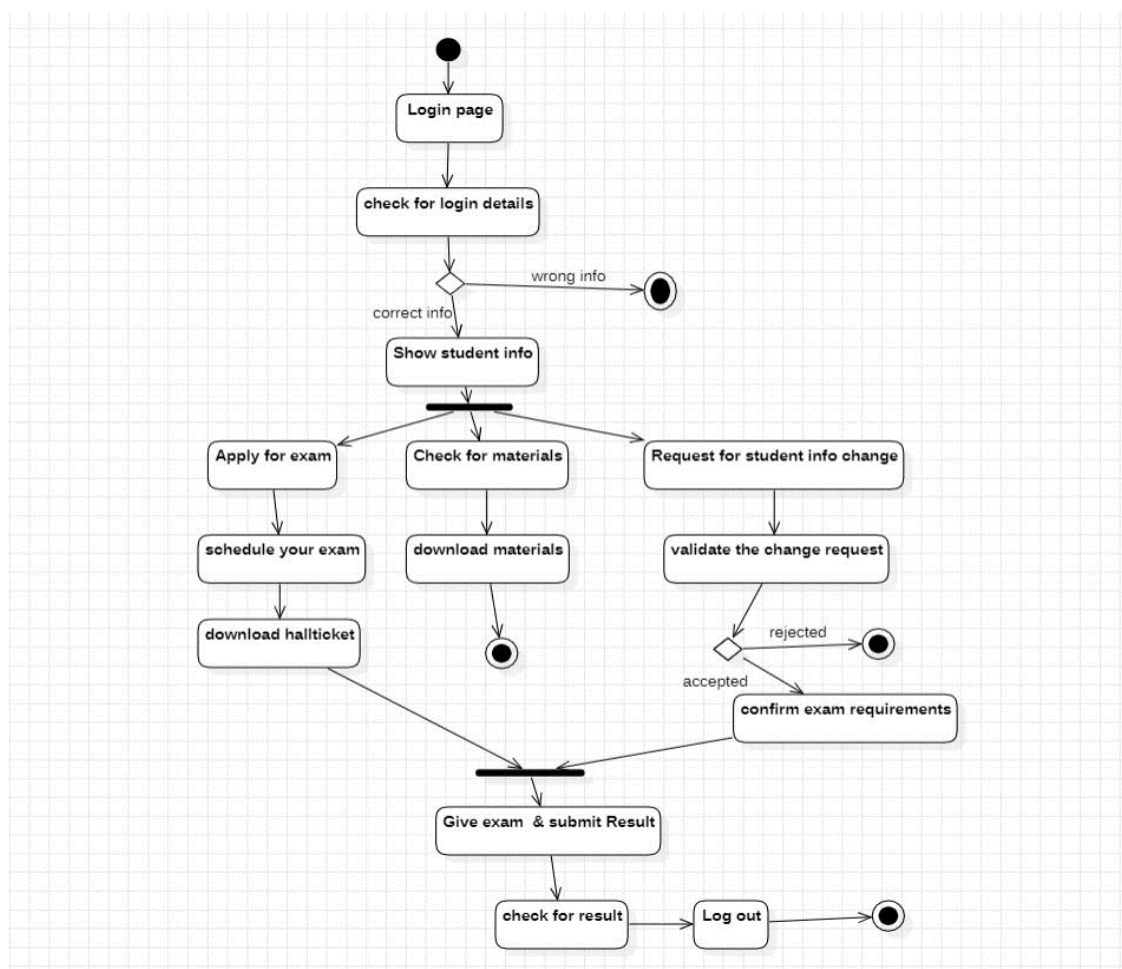 Login page
check for login details
wrong info
correct info
Show student info
Apply for exam
Check for materials
Request for student info change
schedule your exam
download materials
validate the change request
download hallticket
rejected
accepted
confirm exam requirements
Give exam & submit Result
check for result
Log out